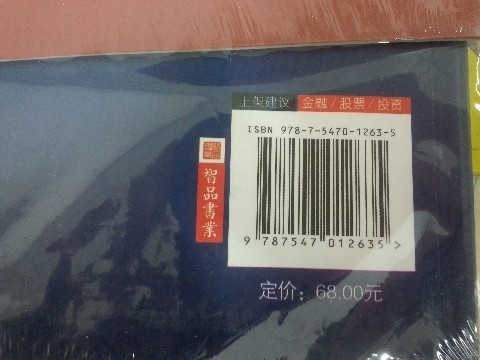 上架建议 金融/股票/投资
ISBN 978-7-5470-1263-5
9 787547 012635 >
定价：68.00元
智品書業